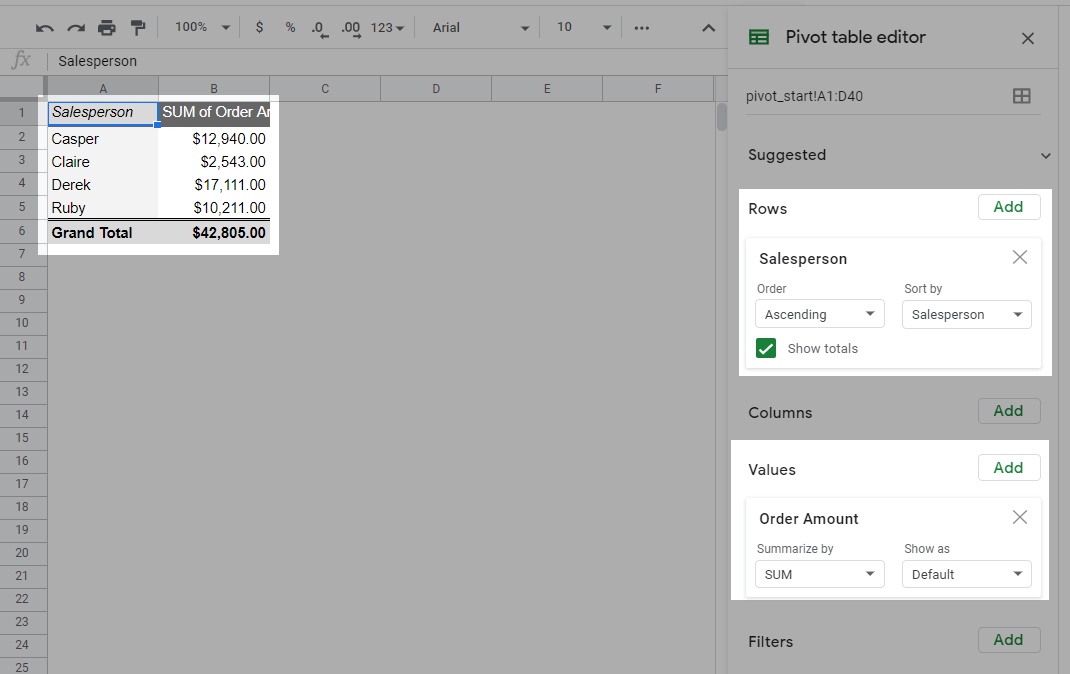 100% $ % .0 .00 123 Arial 10
fx Salesperson
A B C D E F
1 Salesperson SUM of Order Ar
2 Casper $12,940.00
3 Claire $2,543.00
4 Derek $17,111.00
5 Ruby $10,211.00
6 Grand Total $42,805.00
7
8
9
10
11
12
13
14
15
16
17
18
19
20
21
22
23
24
25
Pivot table editor
pivot_start!A1:D40
Suggested
Rows Add
Salesperson
Order Sort by
Ascending Salesperson
Show totals
Columns Add
Values Add
Order Amount
Summarize by Show as
SUM Default
Filters Add